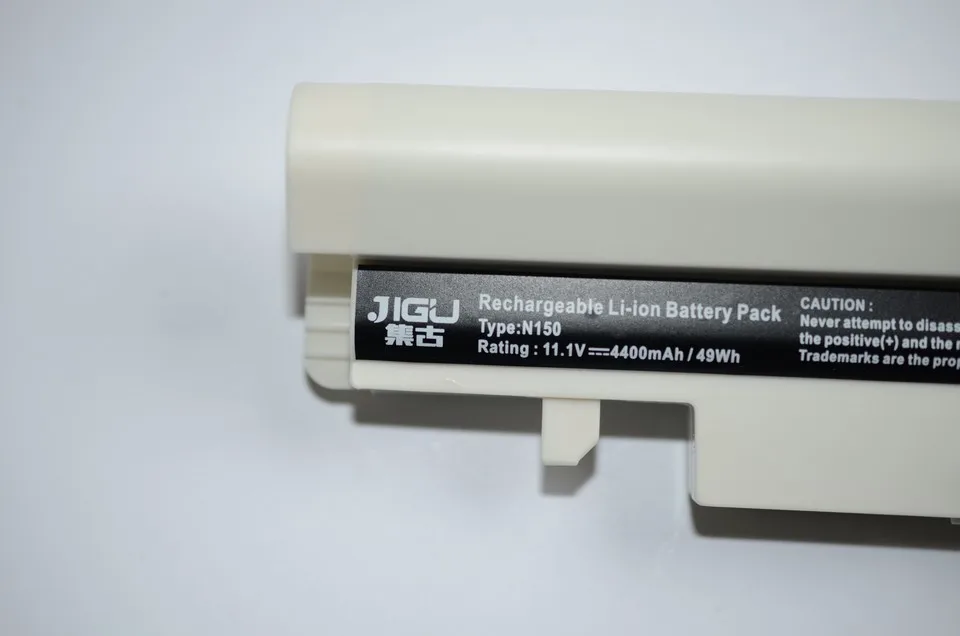 JIGU
集古
Rechargeable Li-ion Battery Pack
Type:N150
Rating : 11.1V⎓4400mAh / 49Wh
CAUTION :
Never attempt to disass
the positive(+) and the
Trademarks are the prop